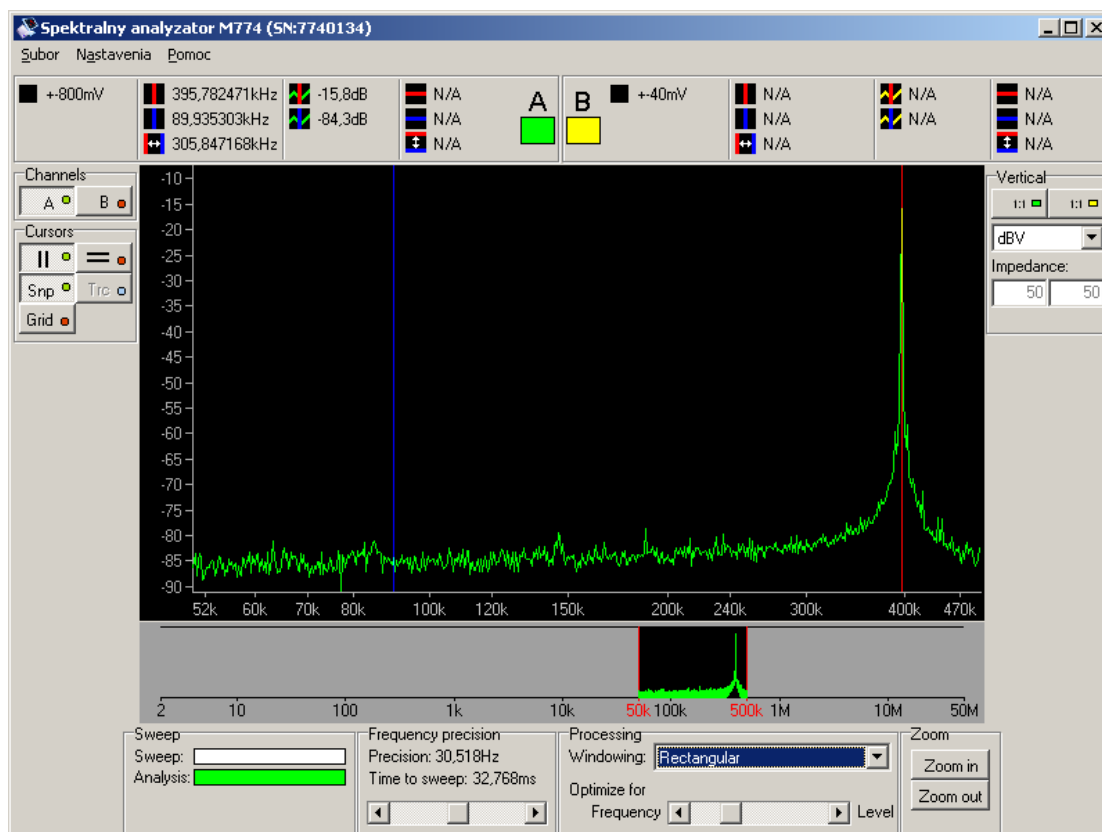 Spektralny analyzator M774 (SN:7740134)
Subor Nastavenia Pomoc
+-800mV
395,782471kHz
89,935303kHz
305,847168kHz
-15,8dB
-84,3dB
N/A
N/A
N/A
A
B
+-40mV
N/A
N/A
N/A
N/A
N/A
N/A
N/A
N/A
Channels
A B
Cursors
Snp Trc
Grid
-10
-15
-20
-25
-30
-35
-40
-45
-50
-55
-60
-65
-70
-75
-80
-85
-90
52k 60k 70k 80k 100k 120k 150k 200k 240k 300k 400k 470k
Vertical
1:1 1:1
dBV
Impedance:
50 50
2 10 100 1k 10k 50k 100k 500k 1M 10M 50M
Sweep
Sweep:
Analysis:
Frequency precision
Precision: 30,518Hz
Time to sweep: 32,768ms
Processing
Windowing: Rectangular
Optimize for
Frequency Level
Zoom
Zoom in
Zoom out